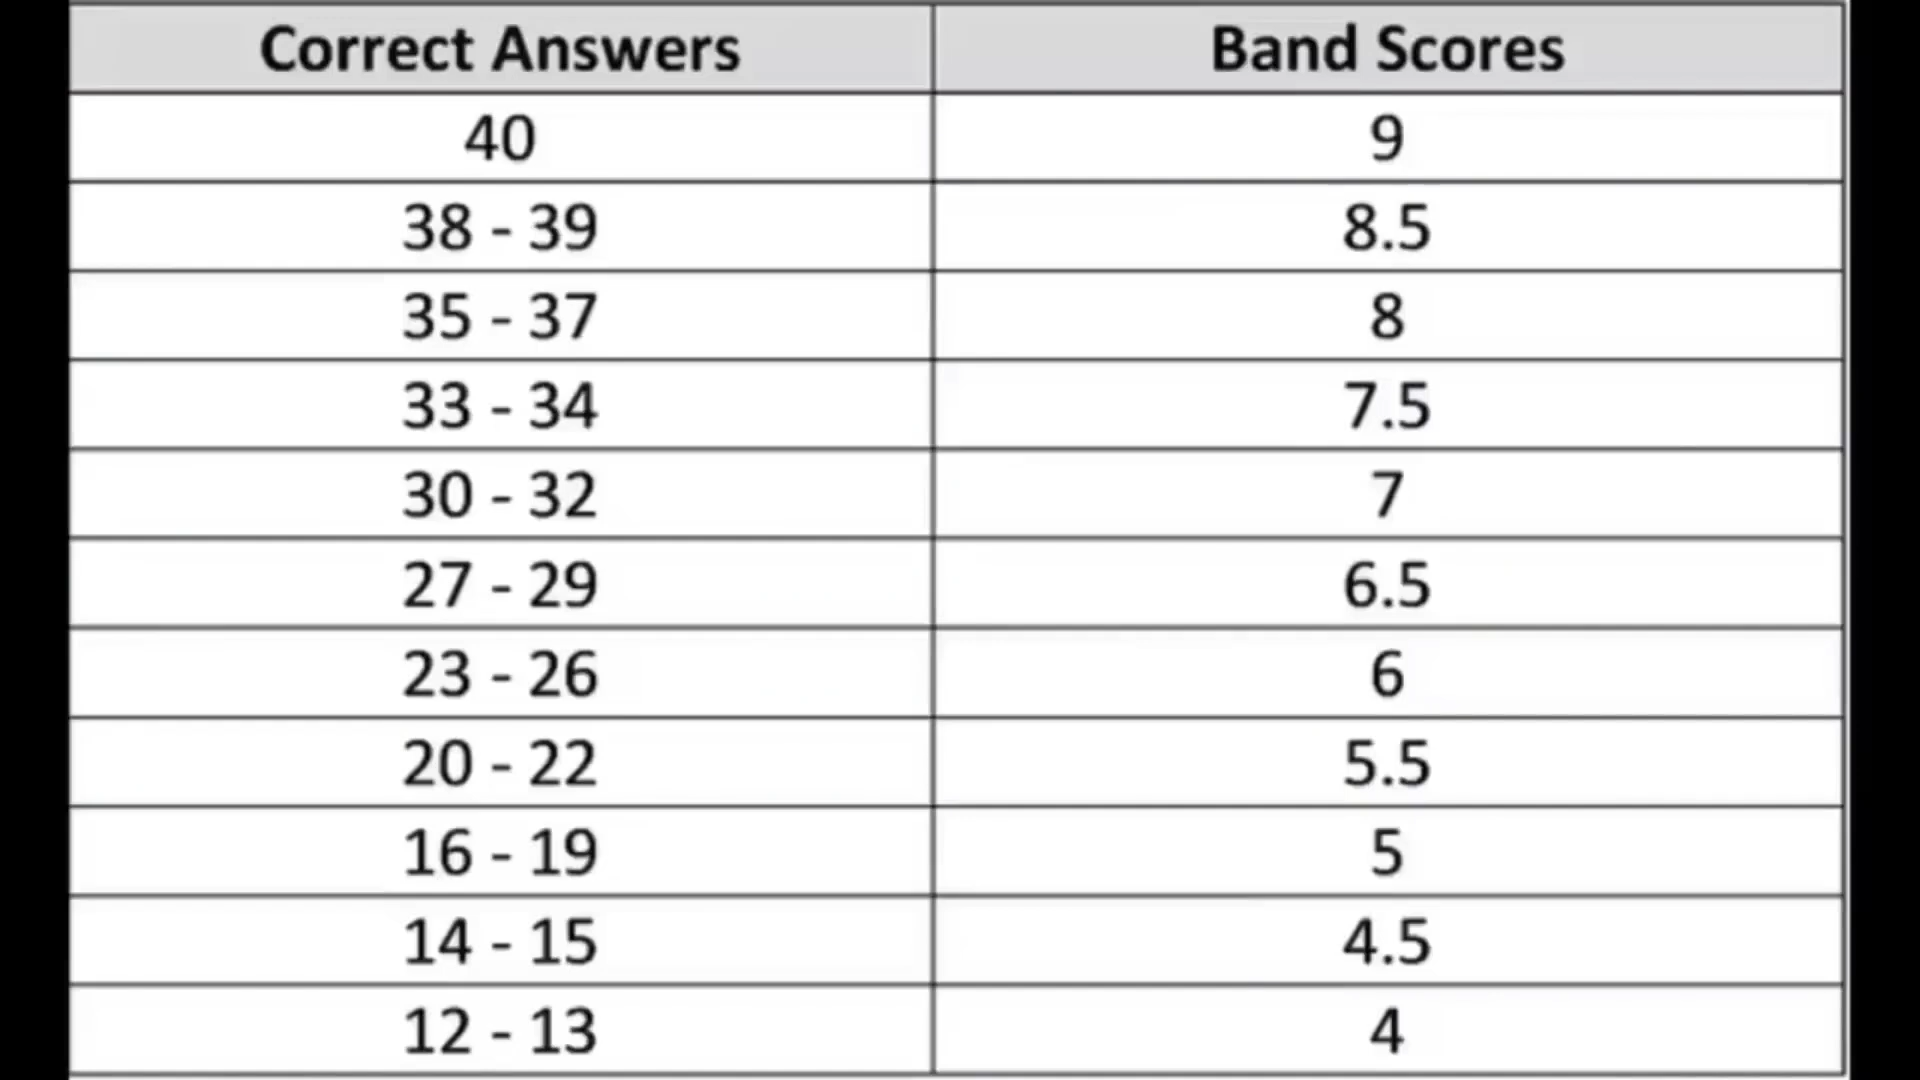 Correct Answers Band Scores
40 9
38 - 39 8.5
35 - 37 8
33 - 34 7.5
30 - 32 7
27 - 29 6.5
23 - 26 6
20 - 22 5.5
16 - 19 5
14 - 15 4.5
12 - 13 4